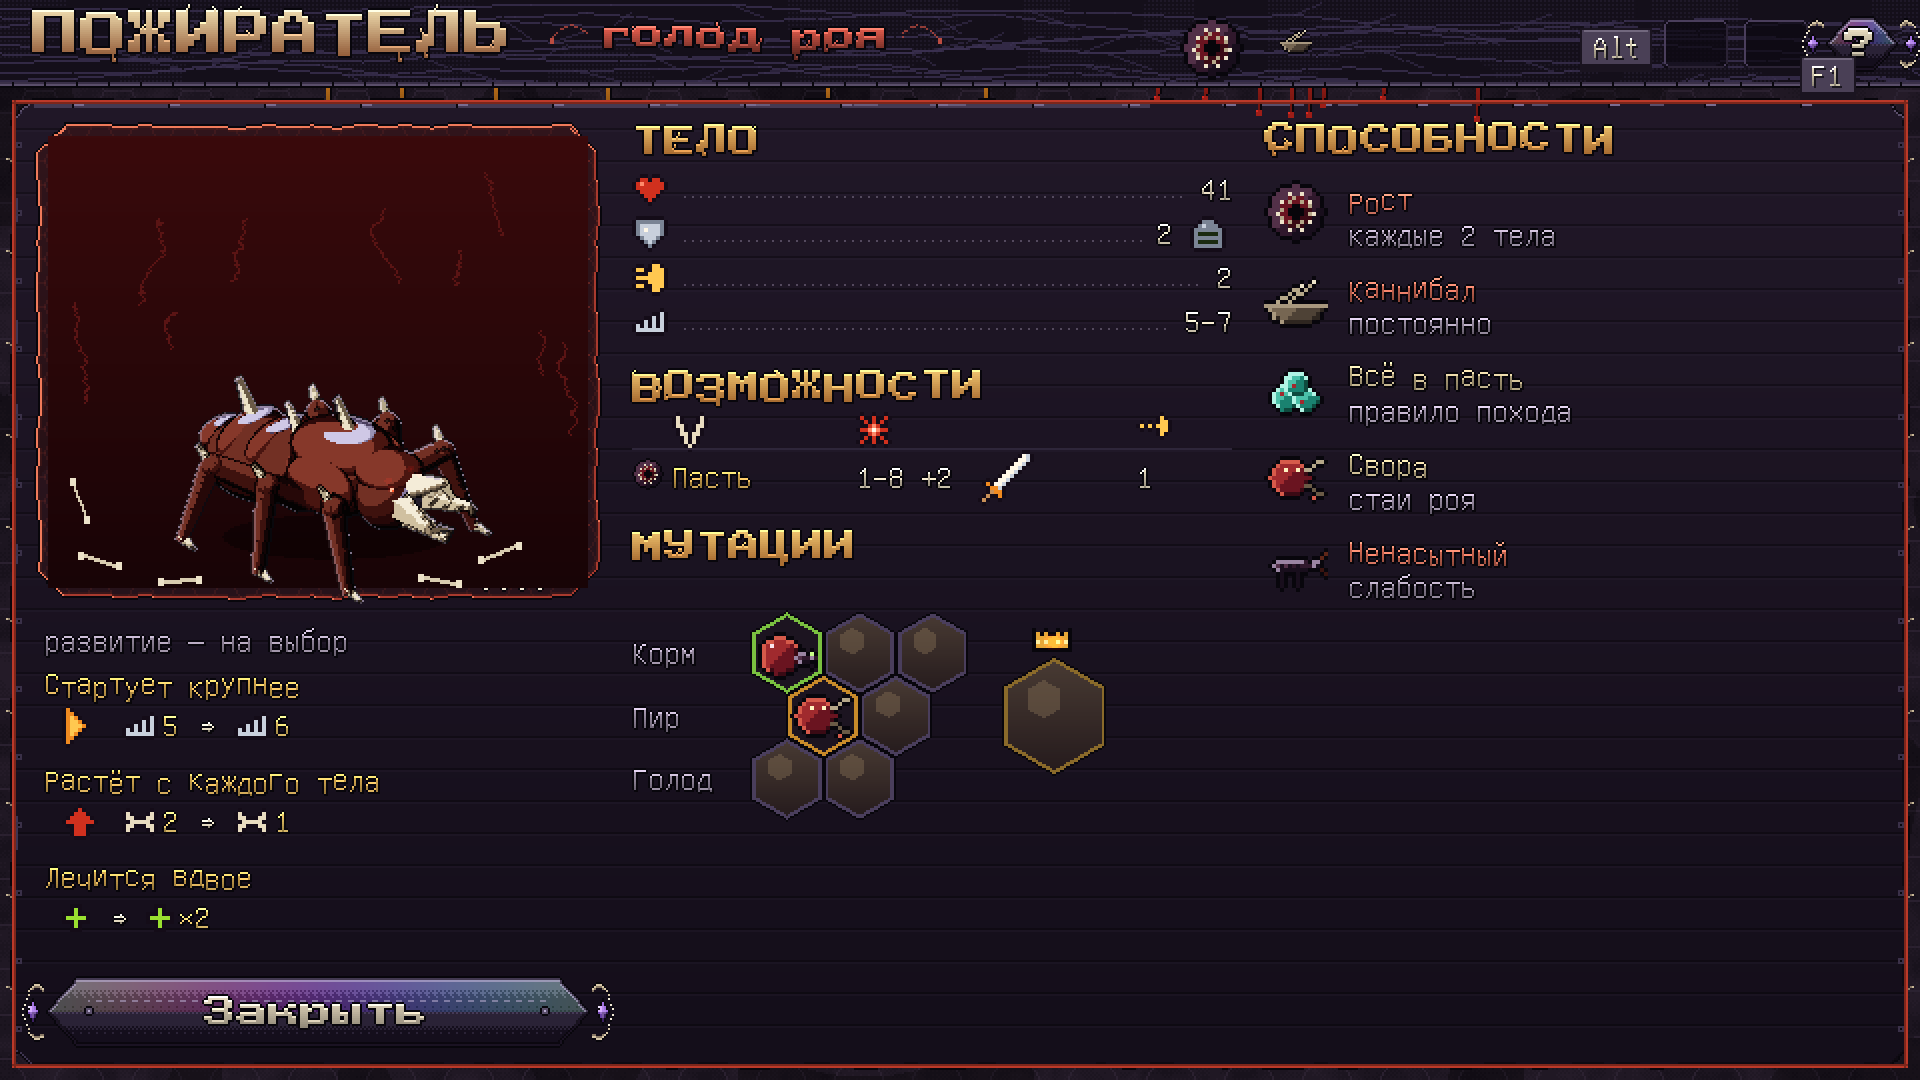 ПОЖИРАТЕЛЬ
голод роя
Alt
?
F1
ТЕЛО
41
2
2
5–7
ВОЗМОЖНОСТИ
Пасть 1–8 +2 1
МУТАЦИИ
Корм
Пир
Голод
СПОСОБНОСТИ
Рост
каждые 2 тела
Каннибал
постоянно
Всё в пасть
правило похода
Свора
стаи роя
Ненасытный
слабость
развитие — на выбор
Стартует крупнее
5 ⇨ 6
Растёт с каждого тела
2 ⇨ 1
Лечится вдвое
+ ⇨ + ×2
Закрыть